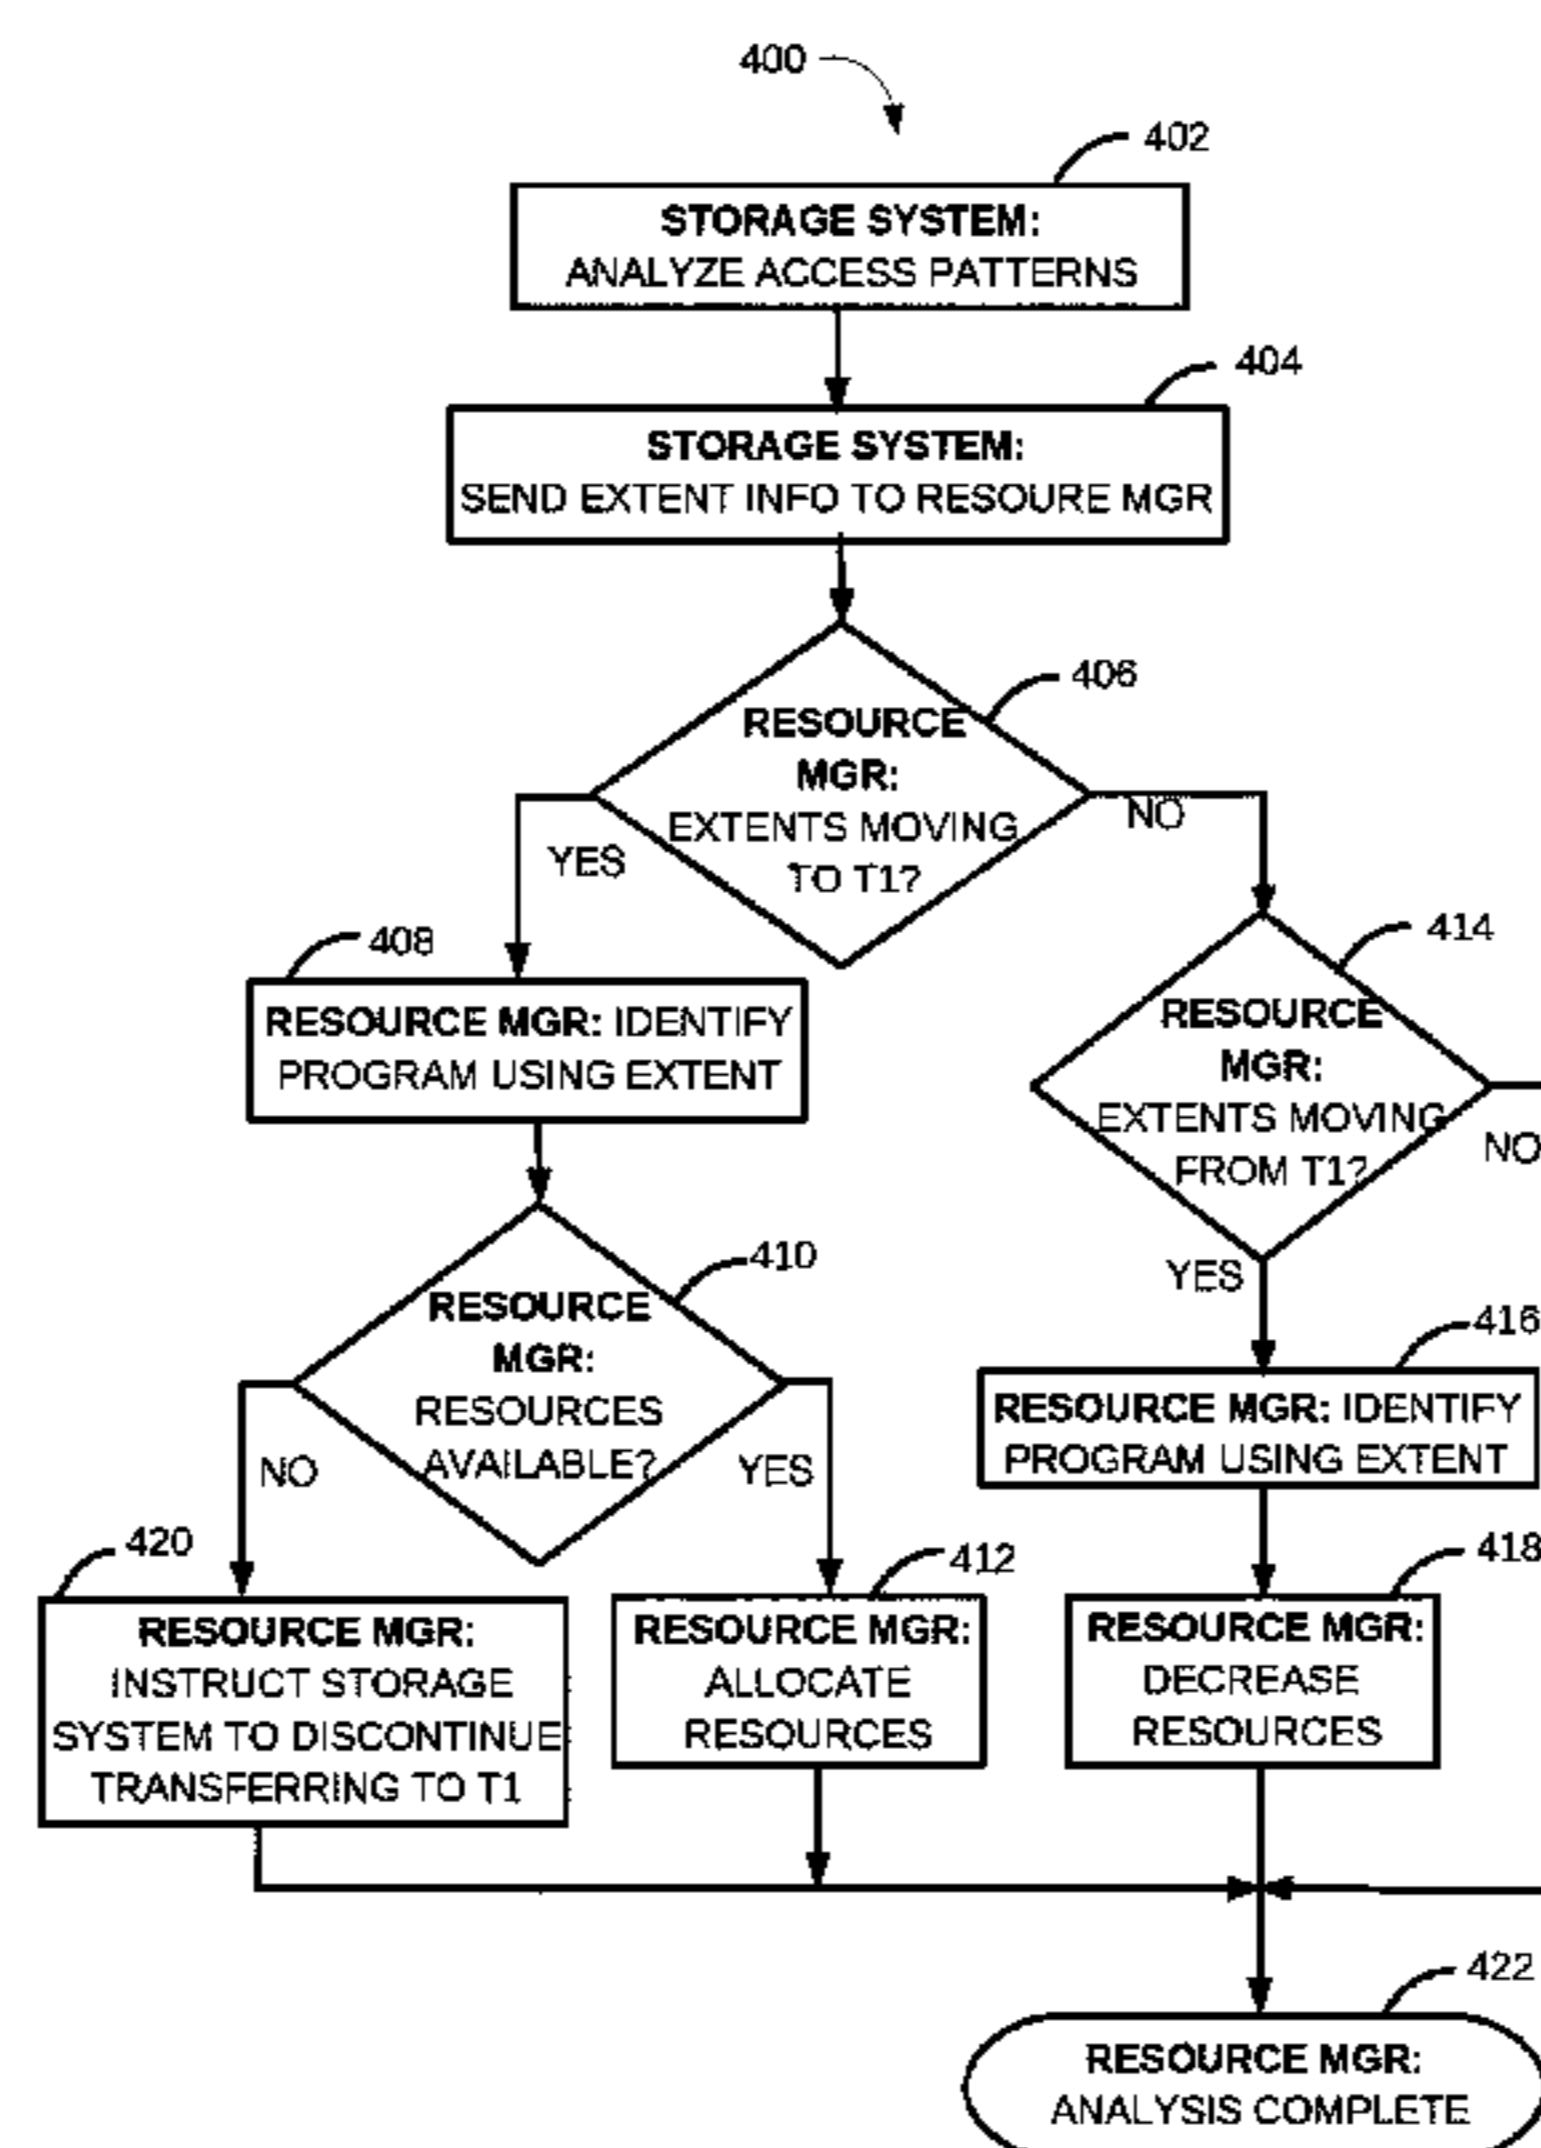 400
402
STORAGE SYSTEM:
ANALYZE ACCESS PATTERNS
404
STORAGE SYSTEM:
SEND EXTENT INFO TO RESOURE MGR
406
RESOURCE
MGR:
EXTENTS MOVING
TO T1?
YES
NO
408
RESOURCE MGR: IDENTIFY
PROGRAM USING EXTENT
414
RESOURCE
MGR:
EXTENTS MOVING
FROM T1?
NO
YES
410
RESOURCE
MGR:
RESOURCES
AVAILABLE?
NO
YES
416
RESOURCE MGR: IDENTIFY
PROGRAM USING EXTENT
420
RESOURCE MGR:
INSTRUCT STORAGE
SYSTEM TO DISCONTINUE
TRANSFERRING TO T1
412
RESOURCE MGR:
ALLOCATE
RESOURCES
418
RESOURCE MGR:
DECREASE
RESOURCES
422
RESOURCE MGR:
ANALYSIS COMPLETE